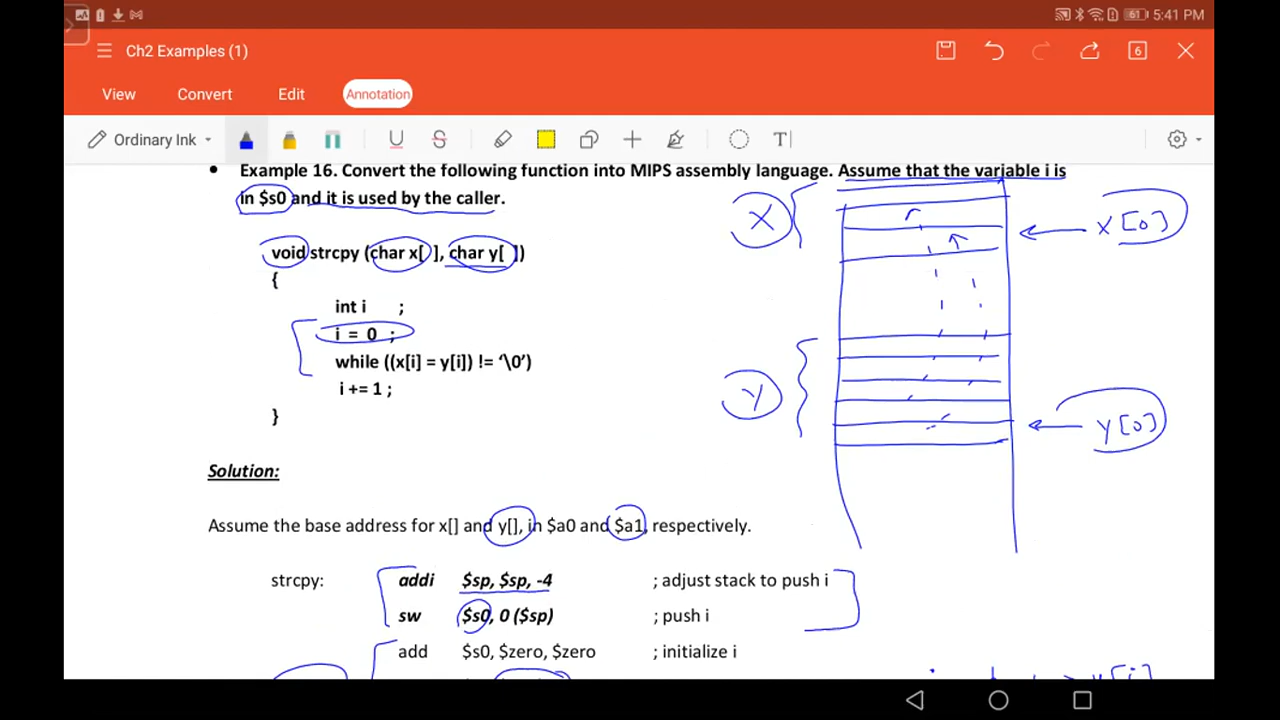 61 5:41 PM
Ch2 Examples (1)
6
View Convert Edit Annotation
Ordinary Ink U S T
• Example 16. Convert the following function into MIPS assembly language. Assume that the variable i is
in $s0 and it is used by the caller.
X
x[0]
void strcpy (char x[ ], char y[ ])
{
int i ;
i = 0 ;
while ((x[i] = y[i]) != ‘\0’)
i += 1 ;
}
Y
y[0]
Solution:
Assume the base address for x[] and y[], in $a0 and $a1, respectively.
strcpy: addi $sp, $sp, -4 ; adjust stack to push i
sw $s0, 0 ($sp) ; push i
add $s0, $zero, $zero ; initialize i